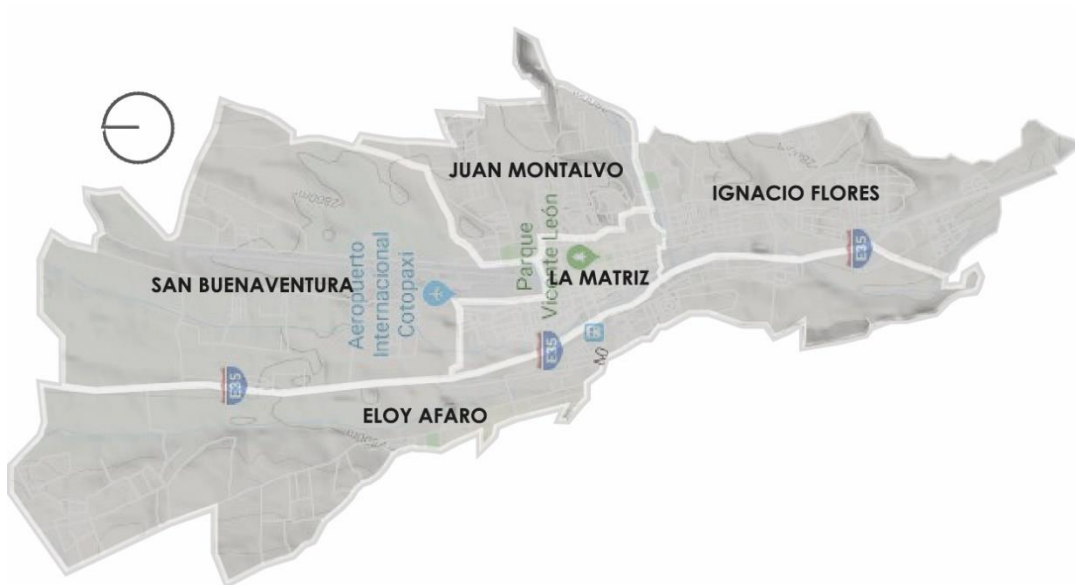 JUAN MONTALVO
IGNACIO FLORES
SAN BUENAVENTURA
LA MATRIZ
ELOY AFARO
Aeropuerto
Internacional
Cotopaxi
Parque
Vicente León
E35
E35
E35